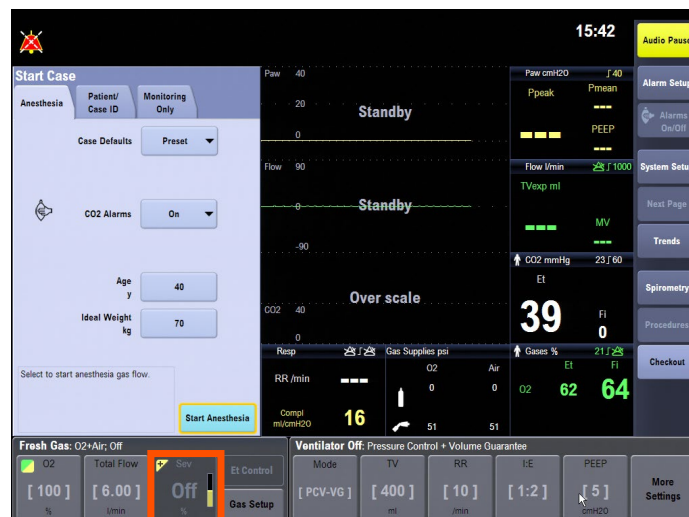 15:42
Audio Pause
Start Case
Anesthesia
Patient/
Case ID
Monitoring
Only
Case Defaults
Preset
CO2 Alarms
On
Age
y
40
Ideal Weight
kg
70
Select to start anesthesia gas flow.
Start Anesthesia
Paw 40
20
0
Standby
Flow 90
0
-90
Standby
CO2 40
0
Over scale
Paw cmH2O 40
Ppeak
Pmean
---
---
PEEP
---
Flow l/min 1000
TVexp ml
---
MV
---
CO2 mmHg 23 60
Et
39
Fi
0
Resp
RR /min ---
Compl
ml/cmH2O
16
Gas Supplies psi
O2 Air
0 0
51 51
Gases % 21
Et Fi
O2 62 64
Alarm Setup
Alarms
On/Off
System Setu
Next Page
Trends
Spirometry
Procedures
Checkout
Fresh Gas: O2+Air; Off
O2
[ 100 ]
%
Total Flow
[ 6.00 ]
l/min
Sev
Off
%
Et Control
Gas Setup
Ventilator Off: Pressure Control + Volume Guarantee
Mode
[ PCV-VG ]
TV
[ 400 ]
ml
RR
[ 10 ]
/min
I:E
[ 1:2 ]
PEEP
[ 5 ]
cmH2O
More
Settings